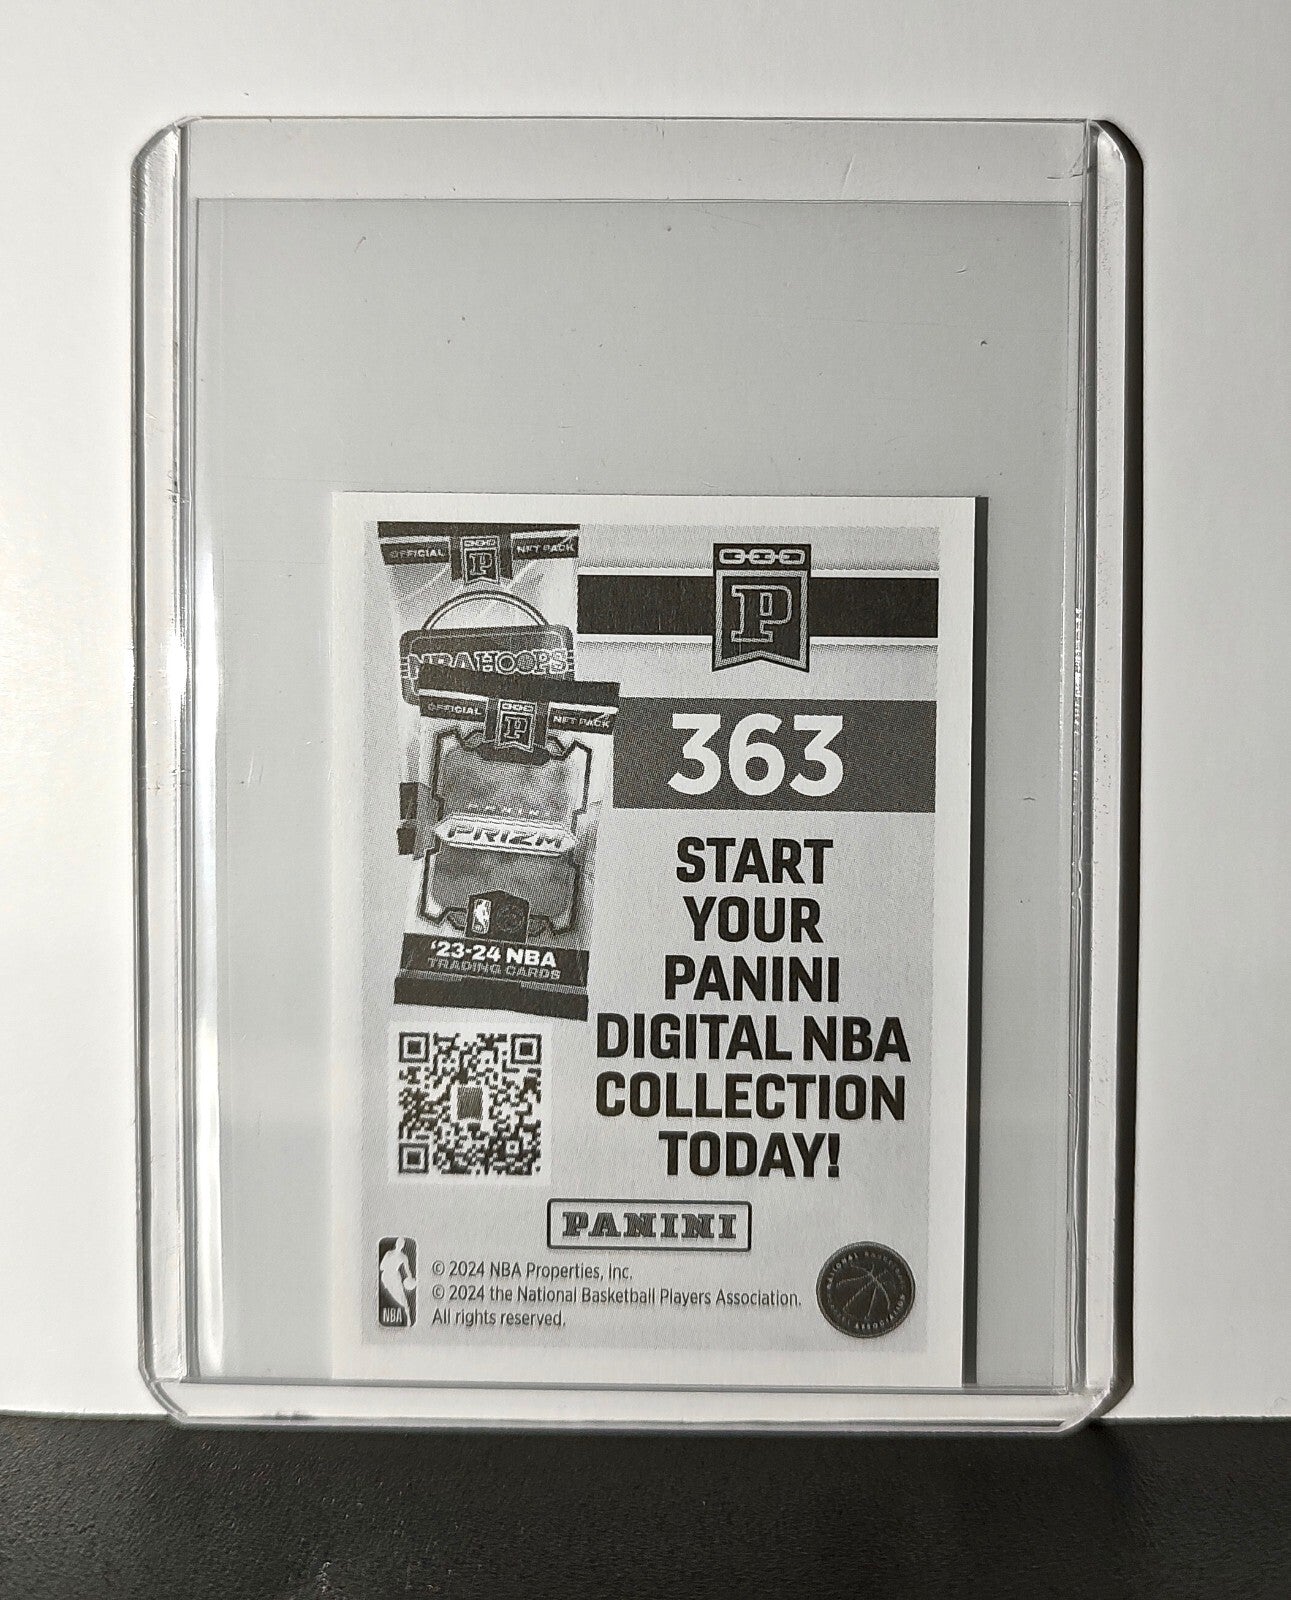 OFFICIAL P NFT PACK
NBA HOOPS
OFFICIAL P NFT PACK
PANINI
PRIZM
'23-24 NBA
TRADING CARDS
P
363
START
YOUR
PANINI
DIGITAL NBA
COLLECTION
TODAY!
PANINI
NBA
© 2024 NBA Properties, Inc.
© 2024 the National Basketball Players Association.
All rights reserved.